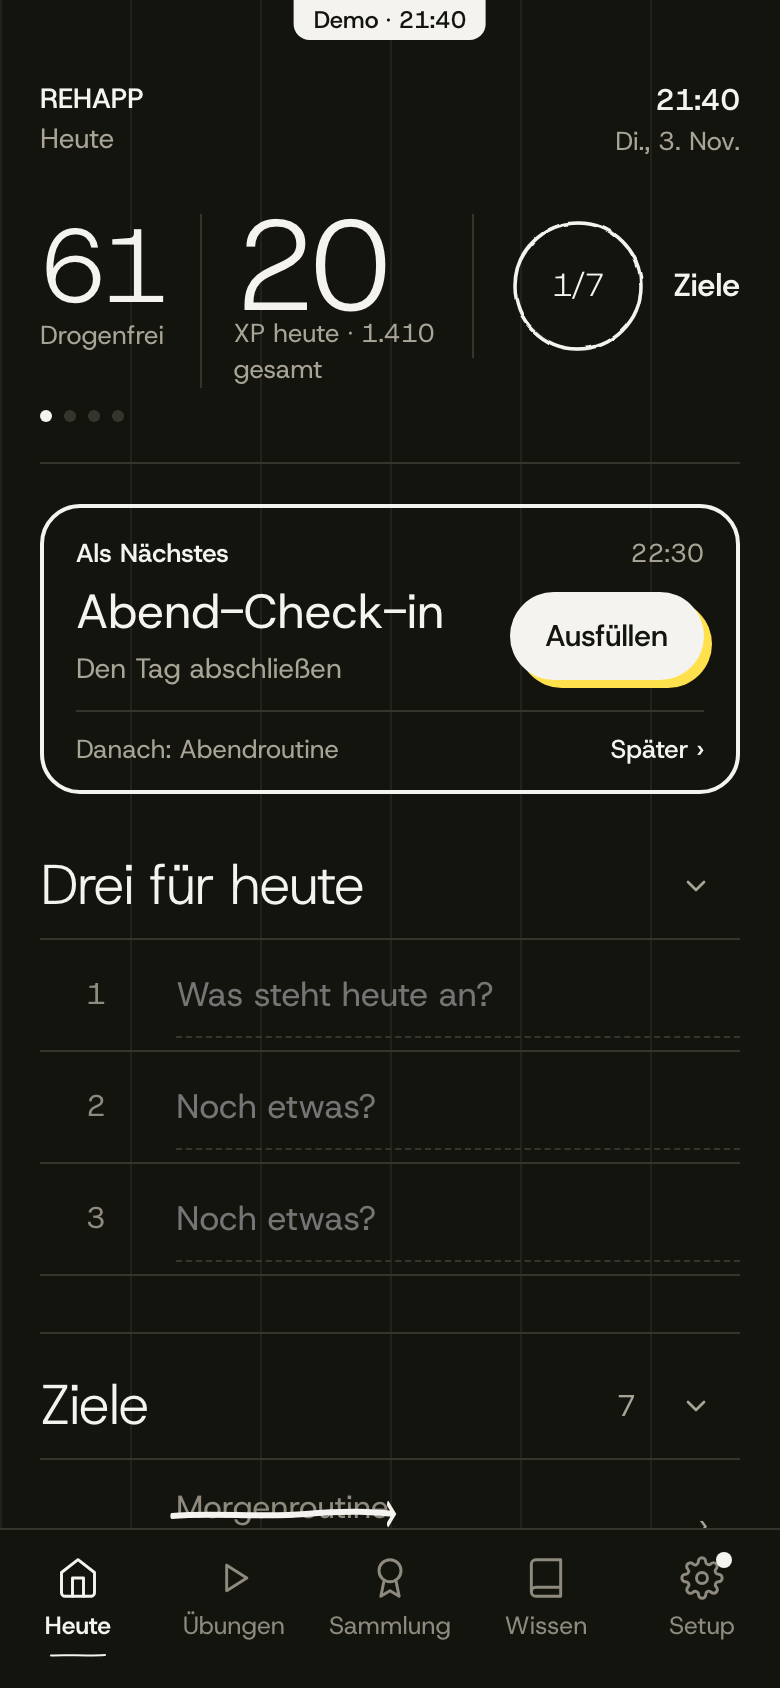 Demo · 21:40
REHAPP
21:40
Heute
Di., 3. Nov.
61
Drogenfrei
20
XP heute · 1.410
gesamt
1/7
Ziele
Als Nächstes
22:30
Abend–Check–in
Den Tag abschließen
Ausfüllen
Danach: Abendroutine
Später ›
Drei für heute
1
Was steht heute an?
2
Noch etwas?
3
Noch etwas?
Ziele
7
Morgenroutine
Heute
Übungen
Sammlung
Wissen
Setup